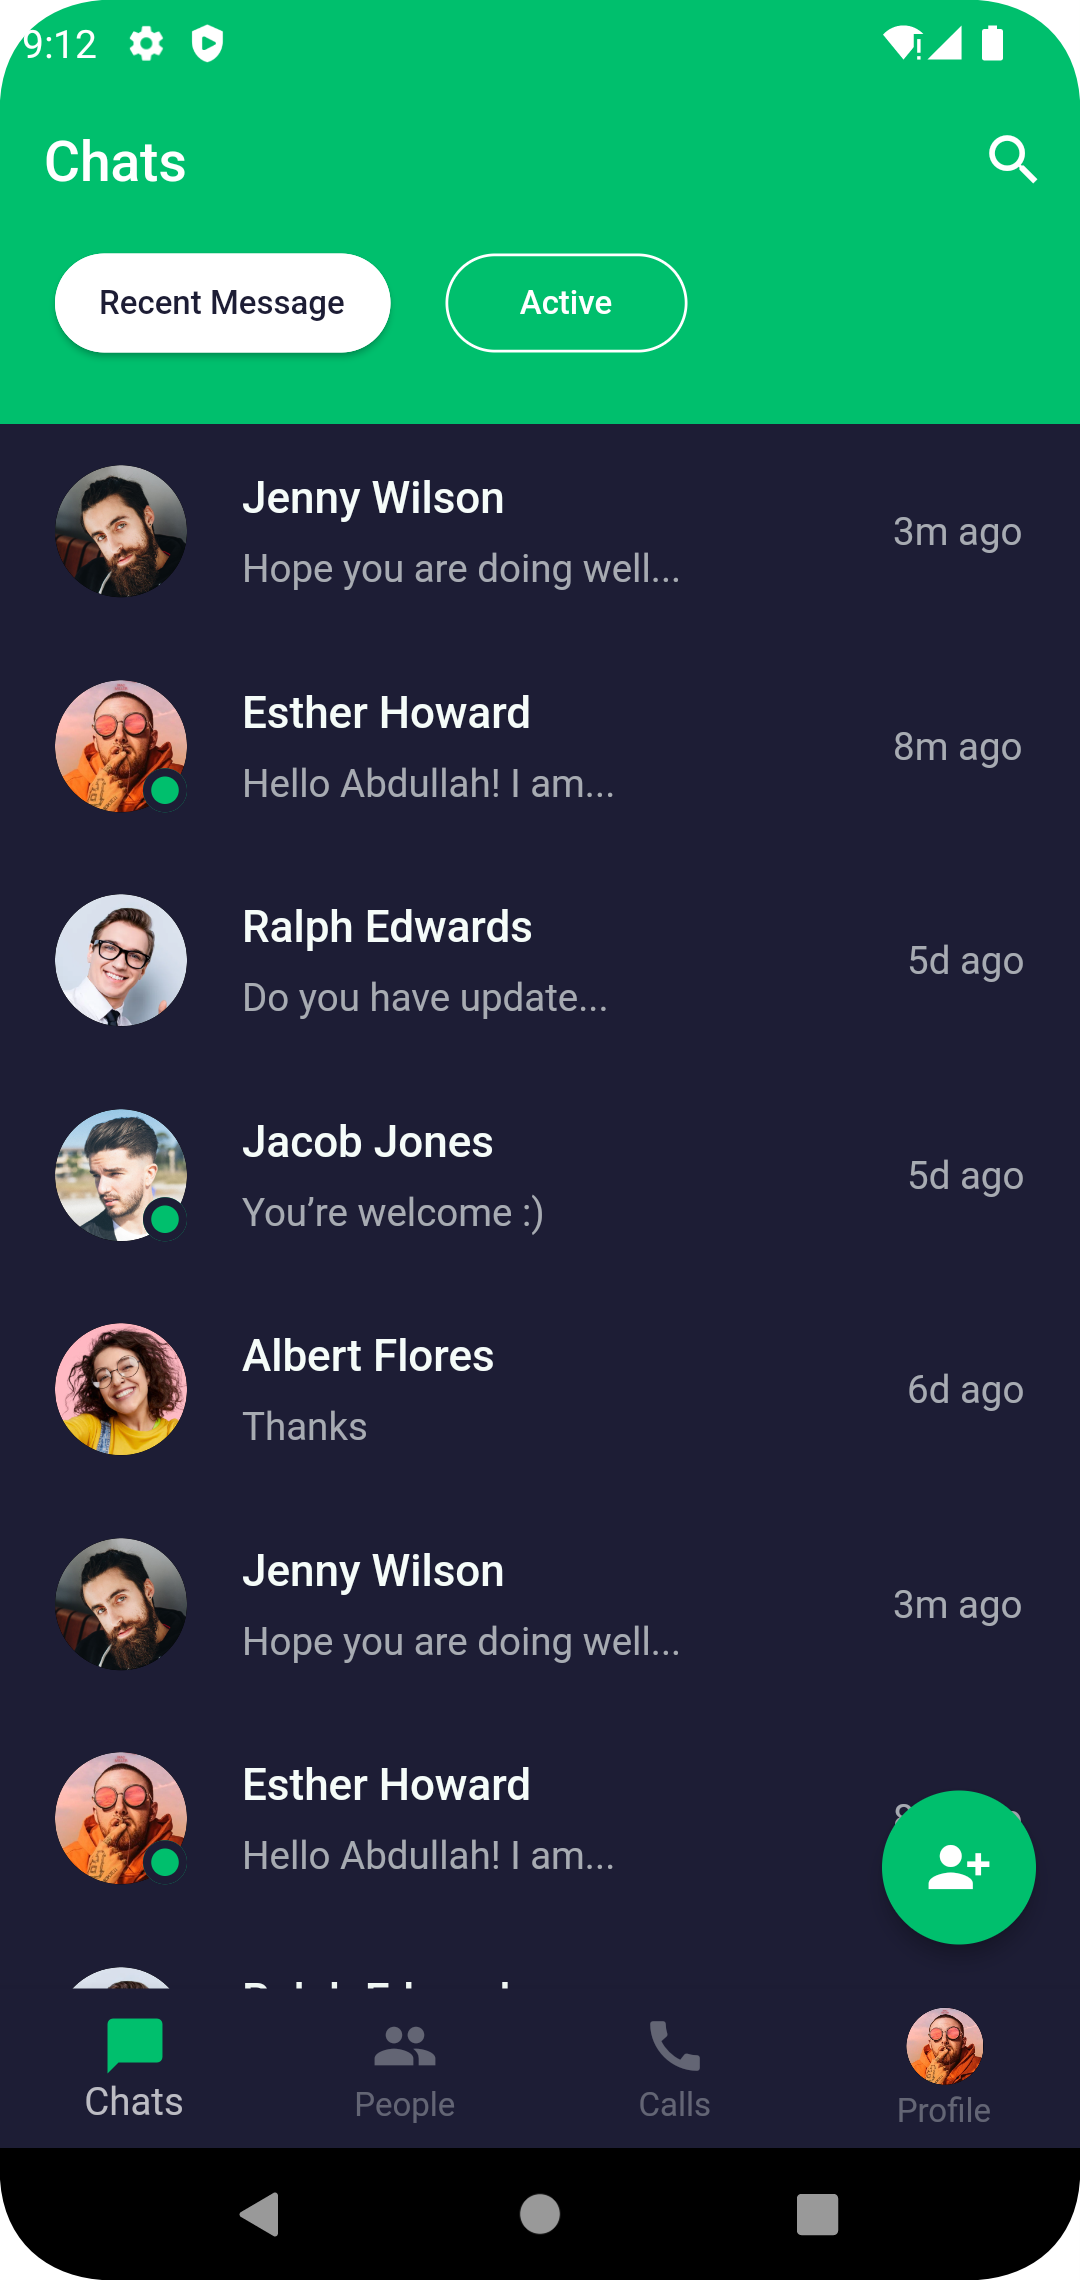 9:12
Chats
Recent Message
Active
Jenny Wilson
Hope you are doing well...
3m ago
Esther Howard
Hello Abdullah! I am...
8m ago
Ralph Edwards
Do you have update...
5d ago
Jacob Jones
You’re welcome :)
5d ago
Albert Flores
Thanks
6d ago
Jenny Wilson
Hope you are doing well...
3m ago
Esther Howard
Hello Abdullah! I am...
Chats
People
Calls
Profile